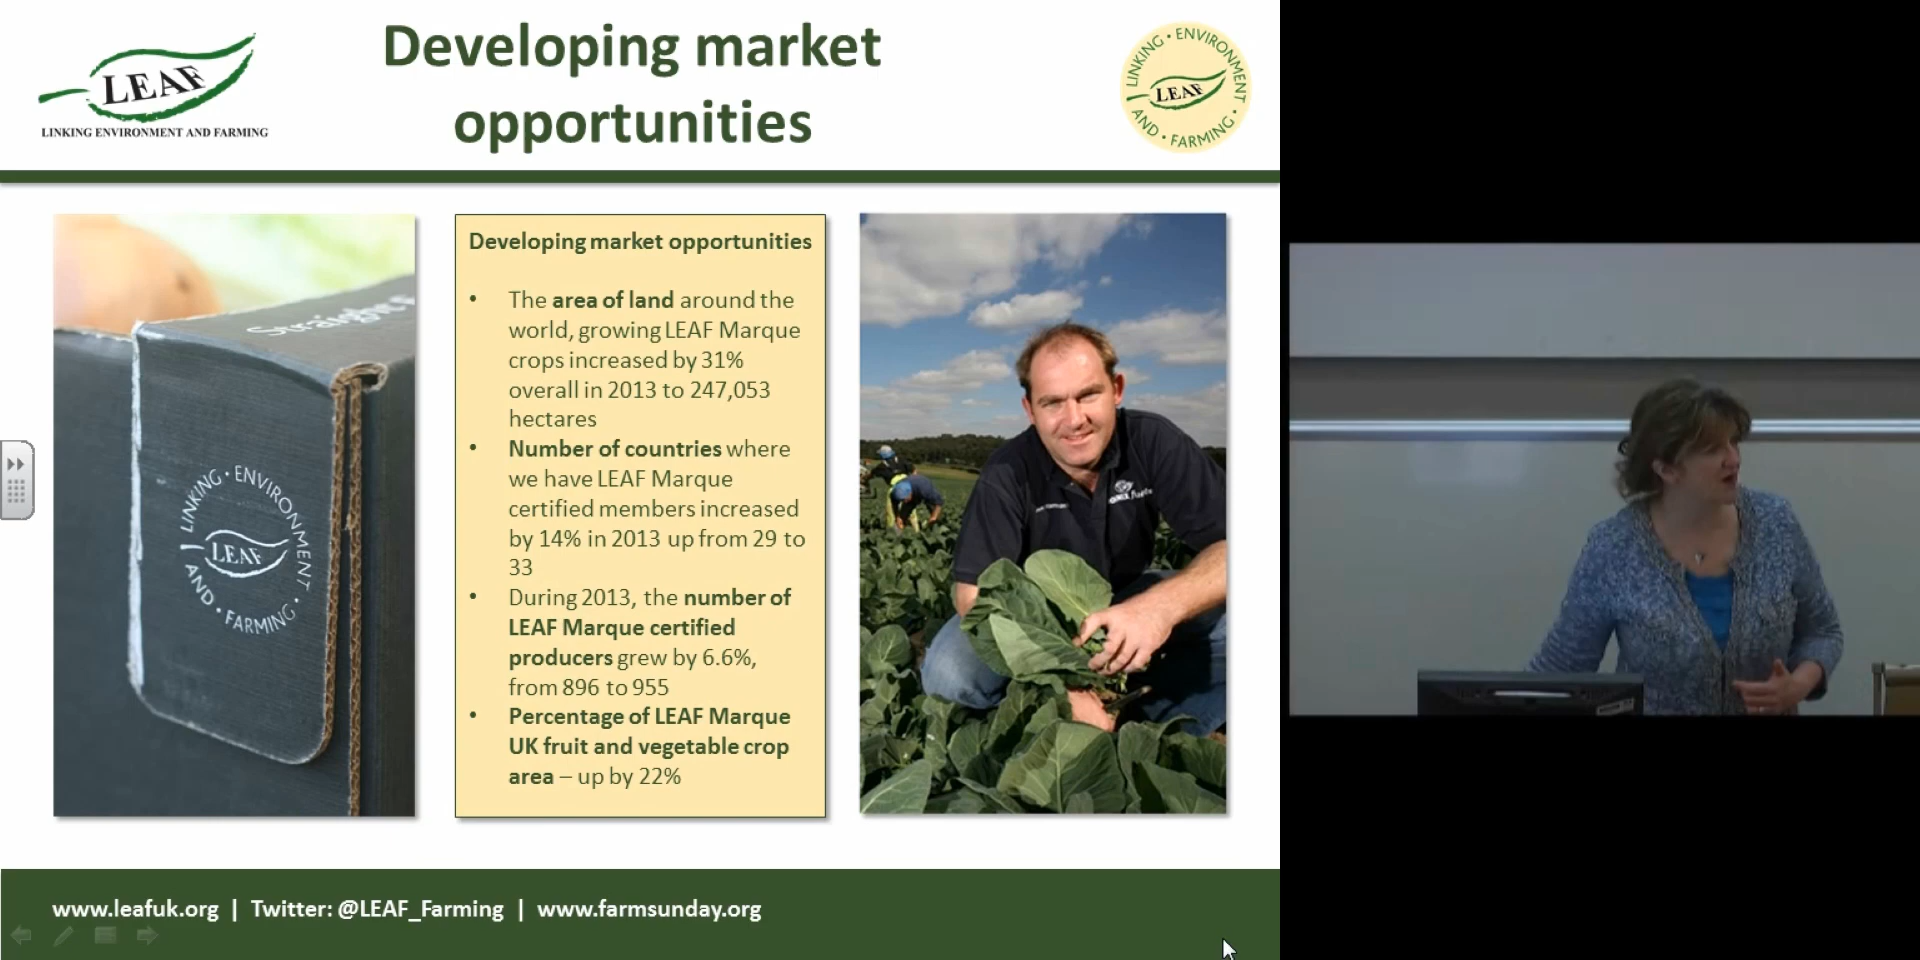 Developing market
opportunities
LEAF
LINKING ENVIRONMENT AND FARMING
LINKING • ENVIRONMENT • AND • FARMING •
LEAF
Straight
LINKING • ENVIRONMENT • AND • FARMING •
LEAF
Developing market opportunities
• The area of land around the
world, growing LEAF Marque
crops increased by 31%
overall in 2013 to 247,053
hectares
• Number of countries where
we have LEAF Marque
certified members increased
by 14% in 2013 up from 29 to
33
• During 2013, the number of
LEAF Marque certified
producers grew by 6.6%,
from 896 to 955
• Percentage of LEAF Marque
UK fruit and vegetable crop
area – up by 22%
www.leafuk.org | Twitter: @LEAF_Farming | www.farmsunday.org